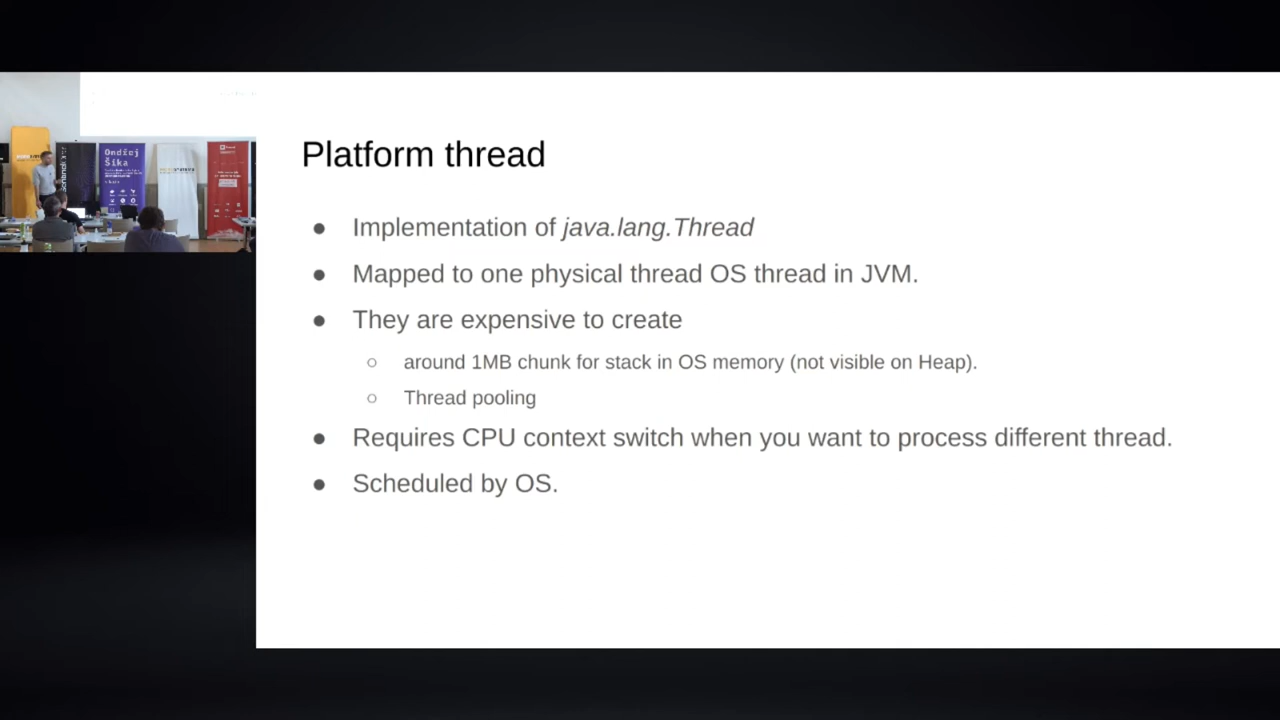 Ondřej
Šika
Platform thread
● Implementation of java.lang.Thread
● Mapped to one physical thread OS thread in JVM.
● They are expensive to create
○ around 1MB chunk for stack in OS memory (not visible on Heap).
○ Thread pooling
● Requires CPU context switch when you want to process different thread.
● Scheduled by OS.